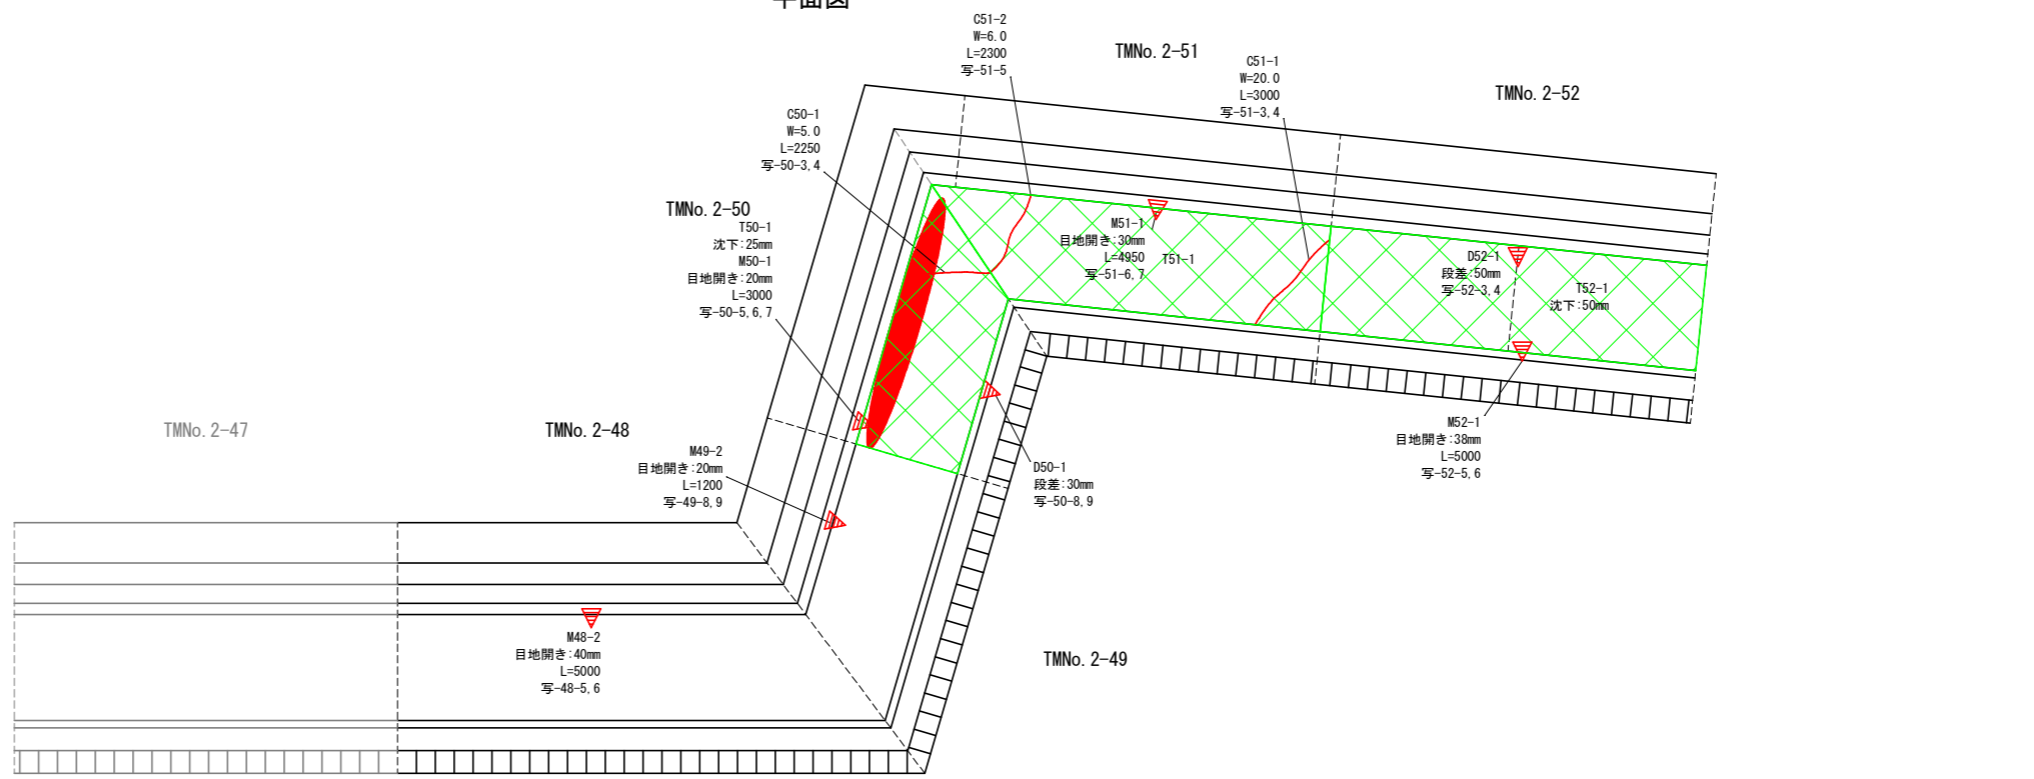 平面図
C51-2
W=6.0
L=2300
写-51-5
TMNo.2-51
C51-1
W=20.0
L=3000
写-51-3,4
TMNo.2-52
C50-1
W=5.0
L=2250
写-50-3,4
TMNo.2-50
T50-1
沈下:25mm
M50-1
目地開き:20mm
L=3000
写-50-5,6,7
M51-1
目地開き:30mm
L=4950
写-51-6,7
T51-1
D52-1
段差:50mm
写-52-3,4
T52-1
沈下:50mm
TMNo.2-47
TMNo.2-48
M49-2
目地開き:20mm
L=1200
写-49-8,9
D50-1
段差:30mm
写-50-8,9
M52-1
目地開き:38mm
L=5000
写-52-5,6
M48-2
目地開き:40mm
L=5000
写-48-5,6
TMNo.2-49